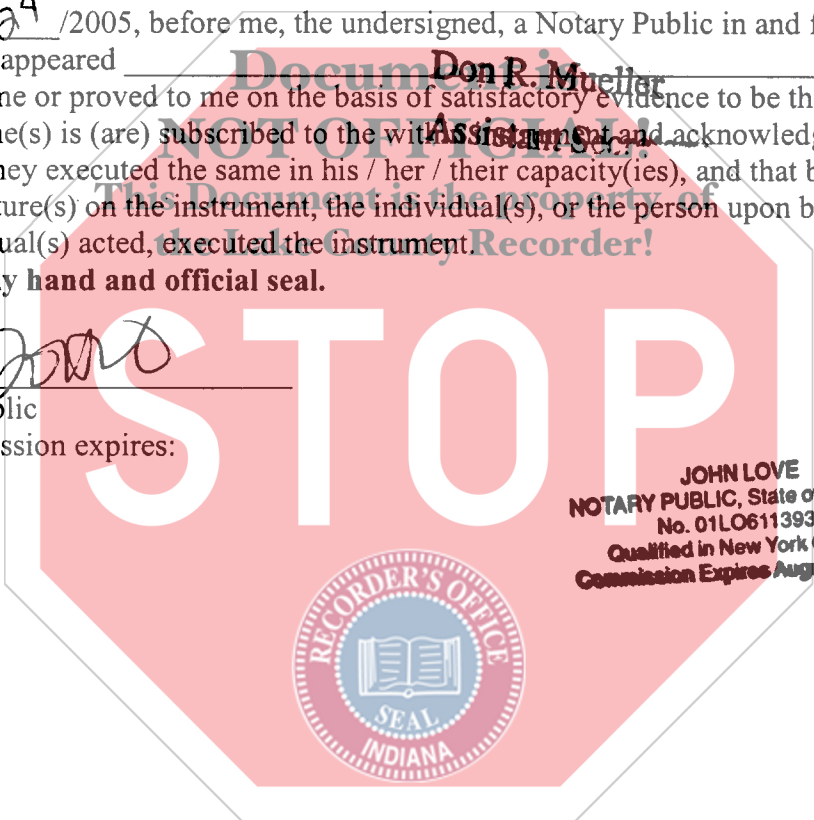 /2005, before me, the undersigned, a Notary Public in and f
appeared Don R. Mueller
ne or proved to me on the basis of satisfactory evidence to be th
ne(s) is (are) subscribed to the within instrument and acknowledg
Assistant
ney executed the same in his / her / their capacity(ies), and that b
ture(s) on the instrument, the individual(s), or the person upon b
ual(s) acted, executed the instrument.
y hand and official seal.
Document is
NOT OFFICIAL!
This Document is the property of
the Lake County Recorder!
STOP
lic
ssion expires:
JOHN LOVE
NOTARY PUBLIC, State o
No. 01LO611393
Qualified in New York
Commission Expires Aug
RECORDER'S OFFICE
SEAL
INDIANA